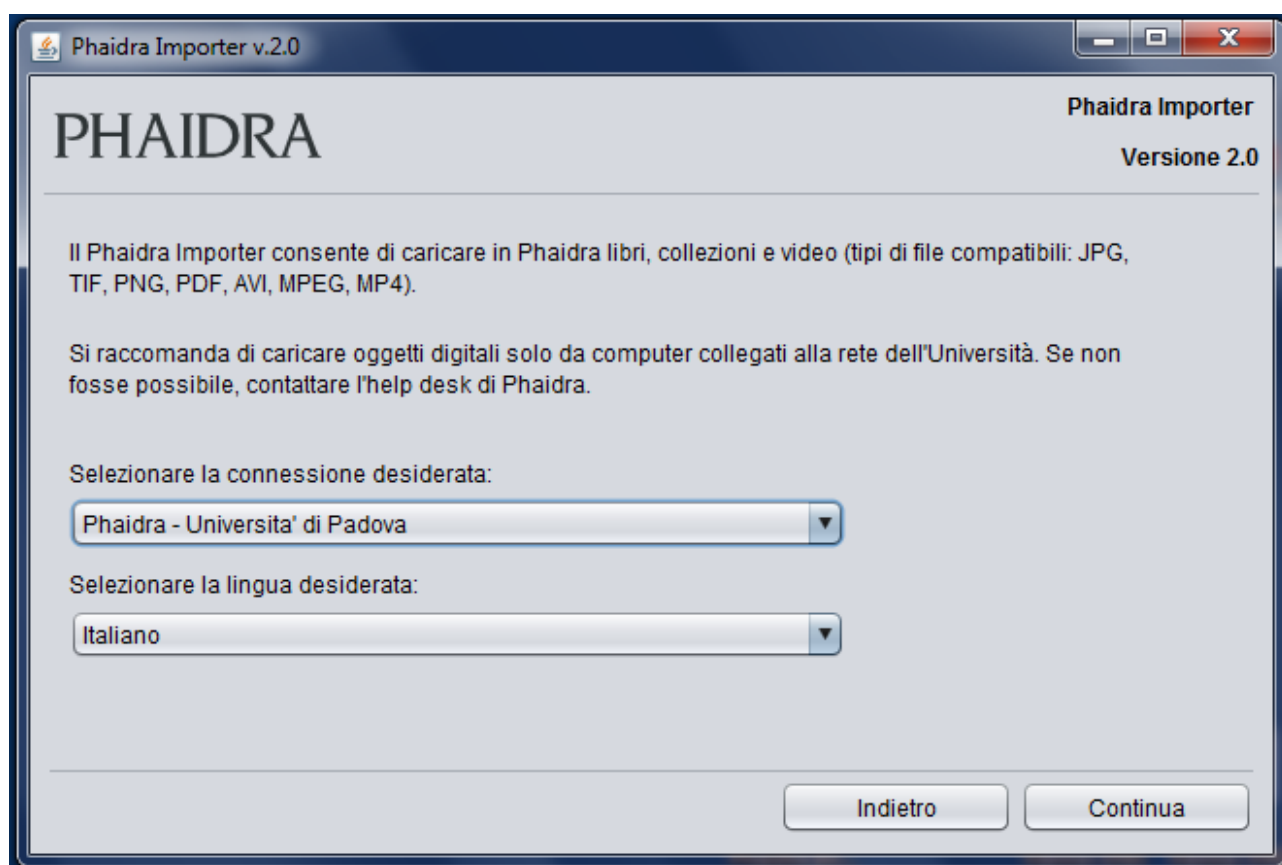 Phaidra Importer v.2.0
PHAIDRA
Phaidra Importer
Versione 2.0
Il Phaidra Importer consente di caricare in Phaidra libri, collezioni e video (tipi di file compatibili: JPG,
TIF, PNG, PDF, AVI, MPEG, MP4).
Si raccomanda di caricare oggetti digitali solo da computer collegati alla rete dell'Università. Se non
fosse possibile, contattare l'help desk di Phaidra.
Selezionare la connessione desiderata:
Phaidra - Universita' di Padova
Selezionare la lingua desiderata:
Italiano
Indietro
Continua